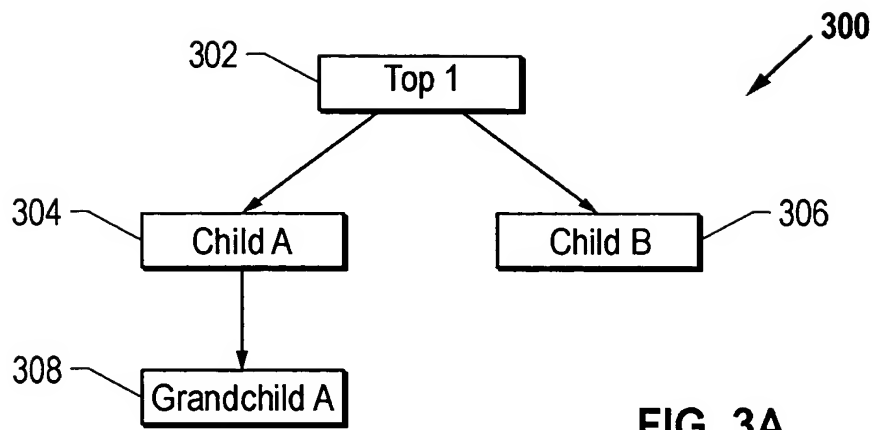 300
302
Top 1
304
Child A
Child B
306
308
Grandchild A
FIG. 3A